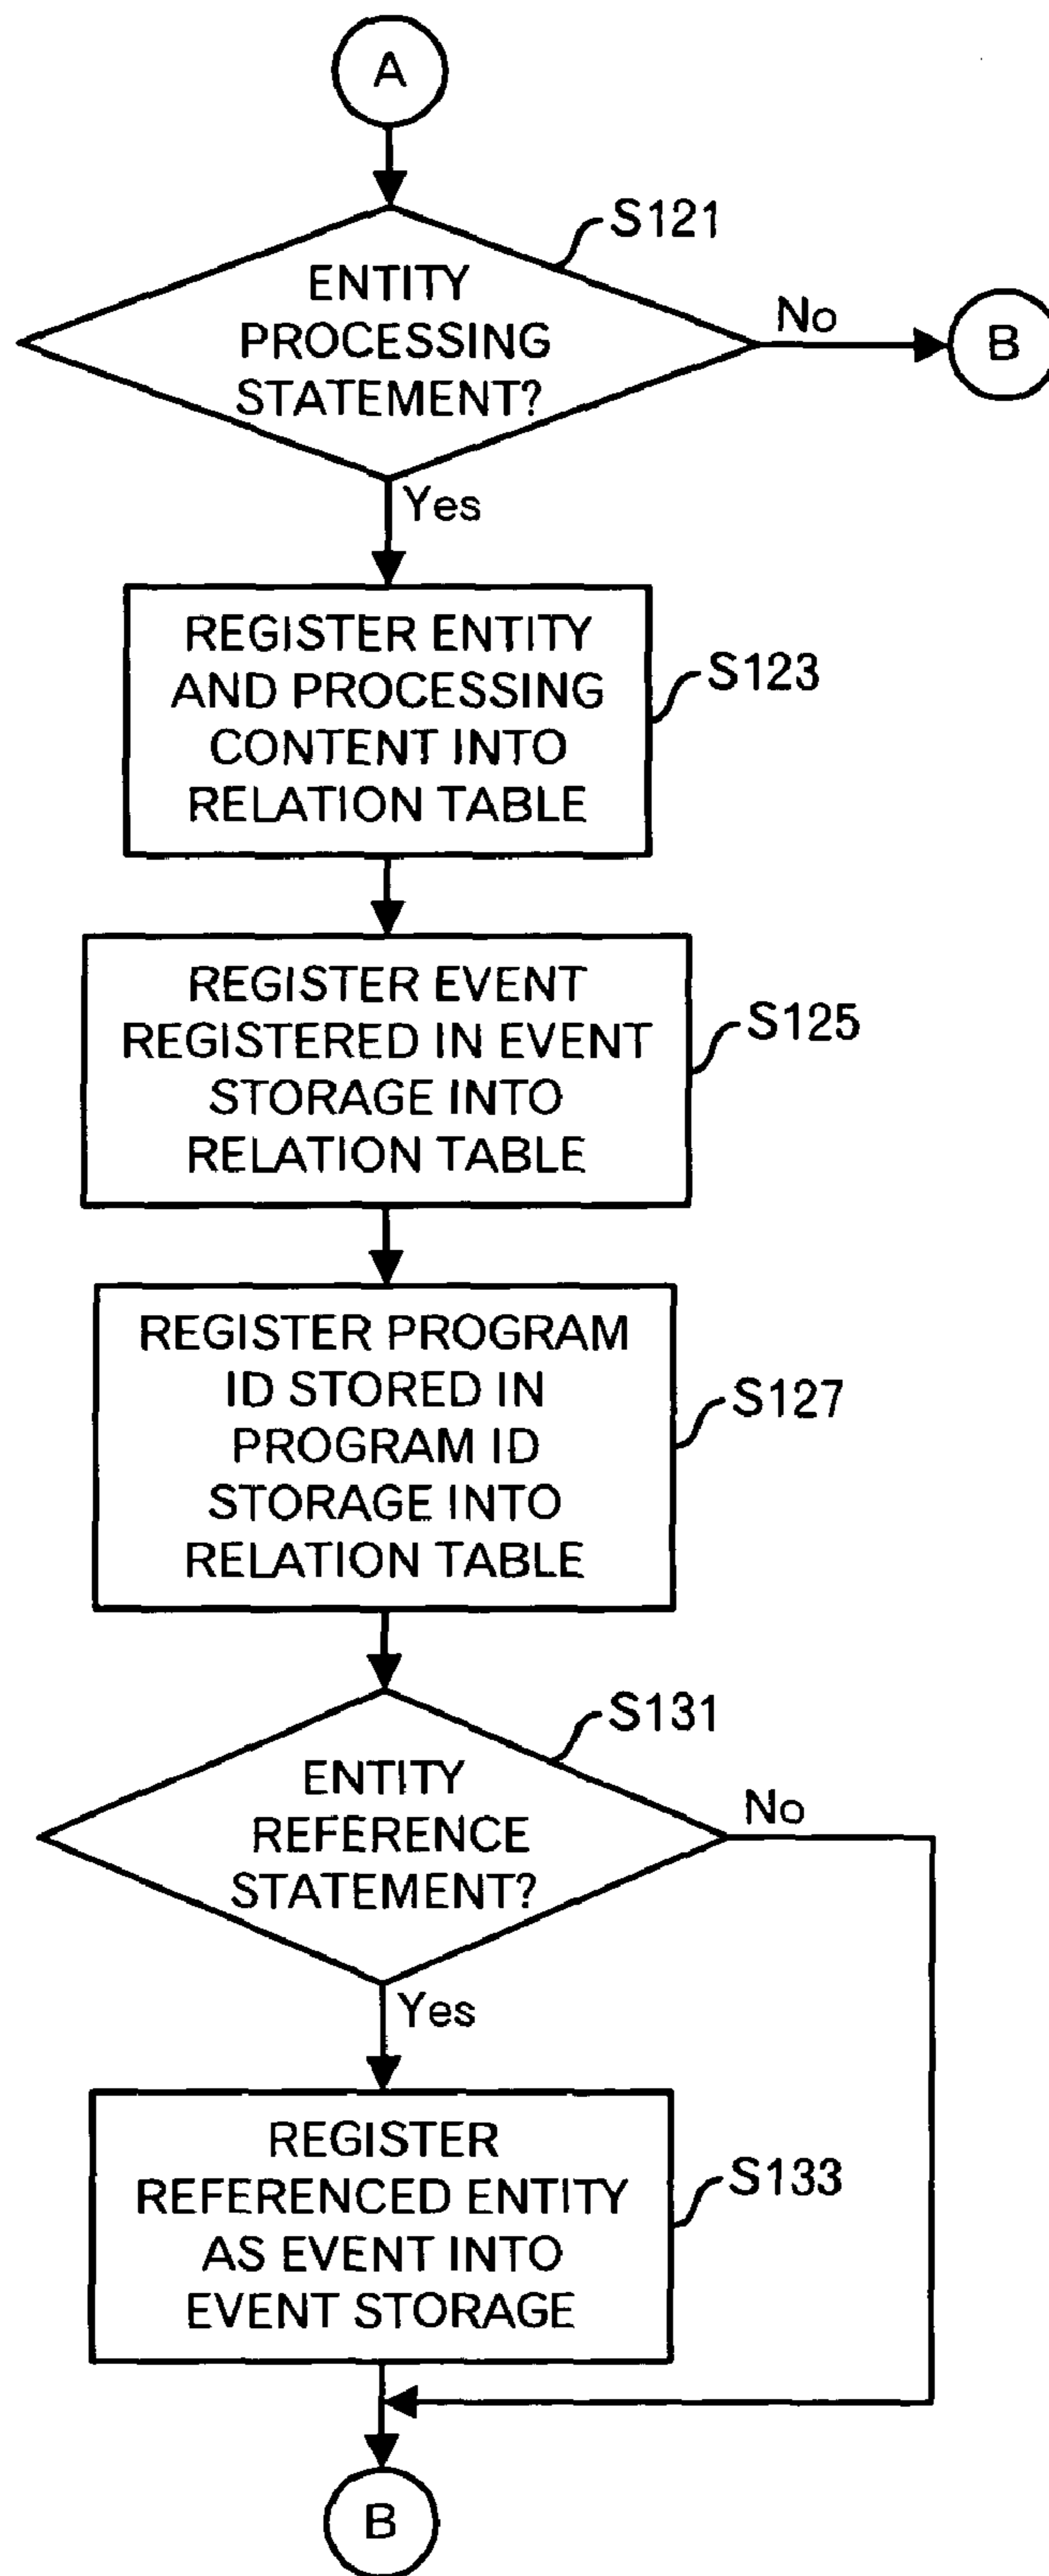 A
S121
ENTITY
PROCESSING
STATEMENT?
No
B
Yes
REGISTER ENTITY
AND PROCESSING
CONTENT INTO
RELATION TABLE
S123
REGISTER EVENT
REGISTERED IN EVENT
STORAGE INTO
RELATION TABLE
S125
REGISTER PROGRAM
ID STORED IN
PROGRAM ID
STORAGE INTO
RELATION TABLE
S127
S131
ENTITY
REFERENCE
STATEMENT?
No
Yes
REGISTER
REFERENCED ENTITY
AS EVENT INTO
EVENT STORAGE
S133
B